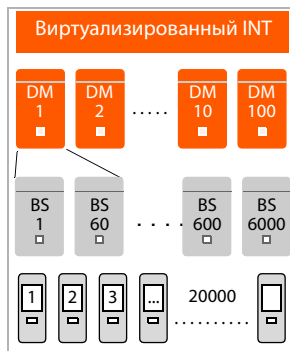 Виртуализированный INT
DM DM DM DM
1 2 ..... 10 100
BS BS BS BS
1 60 . . . . 600 6000
1 2 3 ... 20000
..........